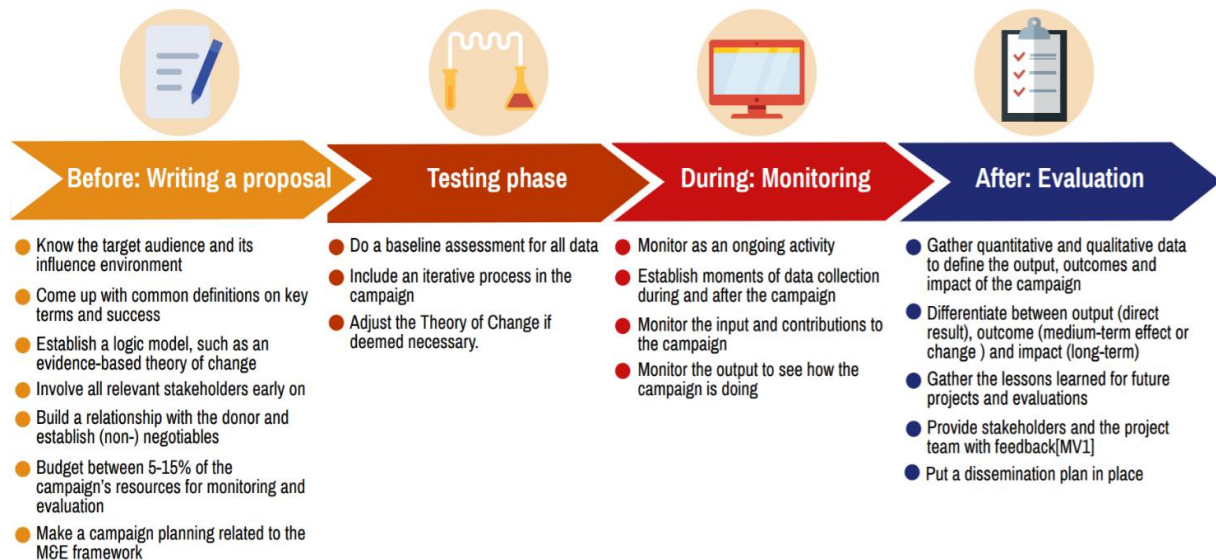 Before: Writing a proposal
Know the target audience and its
influence environment
Come up with common definitions on key
terms and success
Establish a logic model, such as an
evidence-based theory of change
Involve all relevant stakeholders early on
Build a relationship with the donor and
establish (non-) negotiables
Budget between 5-15% of the
campaign's resources for monitoring and
evaluation
Make a campaign planning related to the
M&E framework
Testing phase
Do a baseline assessment for all data
Include an iterative process in the
campaign
Adjust the Theory of Change if
deemed necessary.
During: Monitoring
Monitor as an ongoing activity
Establish moments of data collection
during and after the campaign
Monitor the input and contributions to
the campaign
Monitor the output to see how the
campaign is doing
After: Evaluation
Gather quantitative and qualitative data
to define the output, outcomes and
impact of the campaign
Differentiate between output (direct
result), outcome (medium-term effect or
change ) and impact (long-term)
Gather the lessons learned for future
projects and evaluations
Provide stakeholders and the project
team with feedback[MV1]
Put a dissemination plan in place